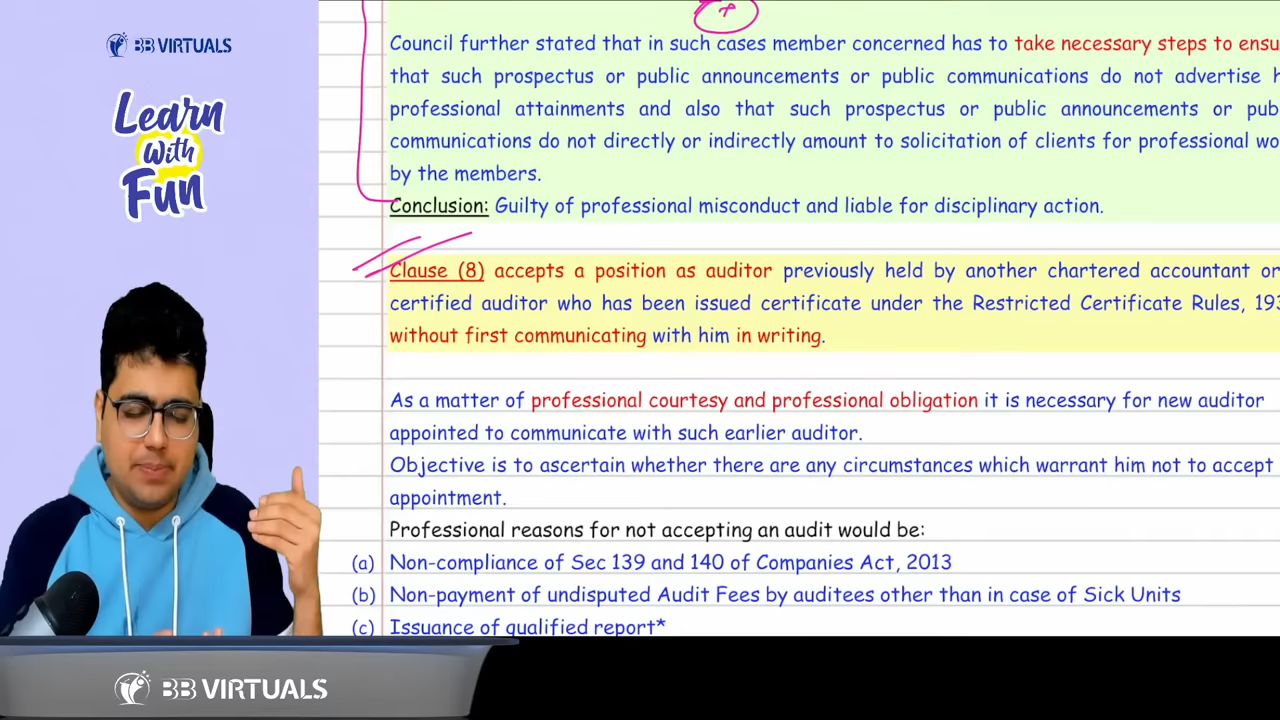 BB VIRTUALS
Learn
With
Fun
Council further stated that in such cases member concerned has to take necessary steps to ensu
that such prospectus or public announcements or public communications do not advertise h
professional attainments and also that such prospectus or public announcements or pub
communications do not directly or indirectly amount to solicitation of clients for professional wo
by the members.
Conclusion: Guilty of professional misconduct and liable for disciplinary action.
Clause (8) accepts a position as auditor previously held by another chartered accountant or
certified auditor who has been issued certificate under the Restricted Certificate Rules, 193
without first communicating with him in writing.
As a matter of professional courtesy and professional obligation it is necessary for new auditor
appointed to communicate with such earlier auditor.
Objective is to ascertain whether there are any circumstances which warrant him not to accept
appointment.
Professional reasons for not accepting an audit would be:
(a) Non-compliance of Sec 139 and 140 of Companies Act, 2013
(b) Non-payment of undisputed Audit Fees by auditees other than in case of Sick Units
(c) Issuance of qualified report*
BB VIRTUALS